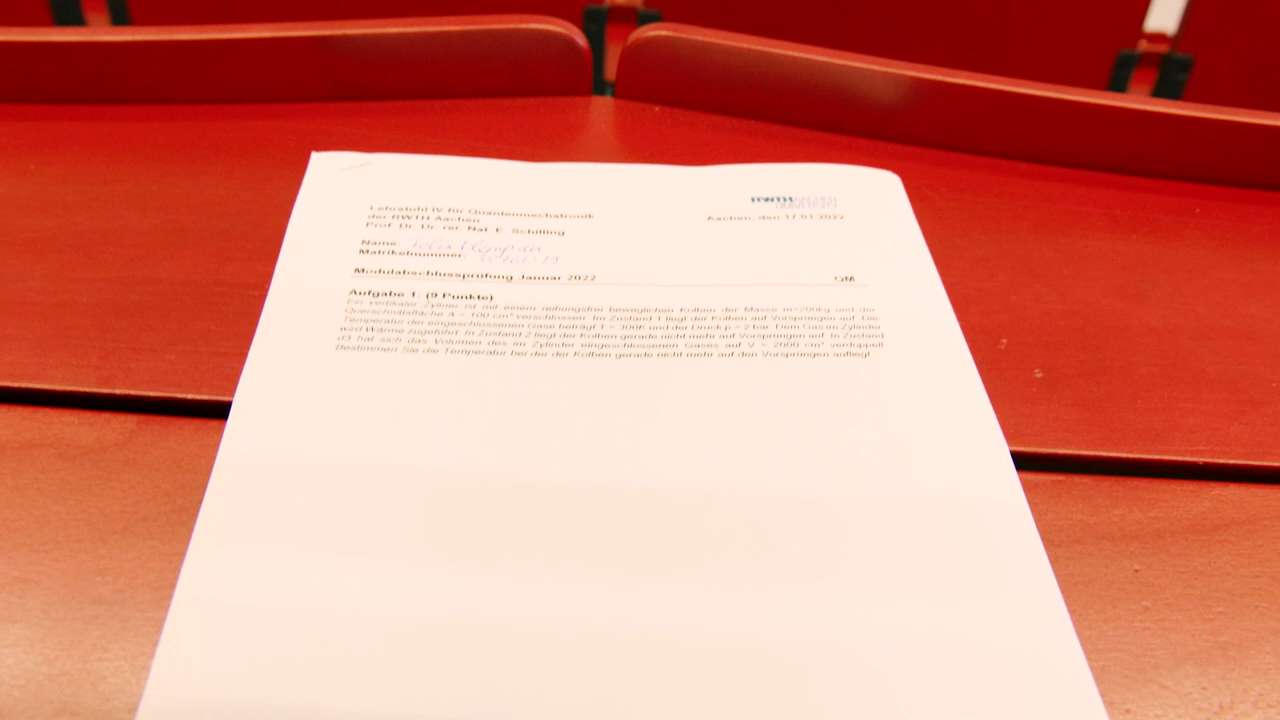 RWTH
Lehrstuhl IV für Quantenmechatronik
der RWTH Aachen
Prof. Dr. Dr. rer. Nat. E. Schilling
Aachen, den 17.01.2022
Name: Felix
Matrikelnummer:
Modulabschlussprüfung Januar 2022 QM
Aufgabe 1: (9 Punkte)
Ein vertikaler Zyliner ist mit einem reibungsfrei beweglichen Kolben der Masse m=200kg und der
Querschnittsfläche A = 100 cm² verschlossen. Im Zustand 1 liegt der Kolben auf Vorsprüngen auf. Die
Temperatur der eingeschlossenen Gase beträgt T = 300K und der Druck p = 2 bar. Dem Gas im Zylinder
wird Wärme zugeführt. In Zustand 2 liegt der Kolben gerade nicht mehr auf Vorsprüngen auf. In Zustand
d3 hat sich das Volumen des im Zylinder eingeschlossenen Gases auf V = 2000 cm³ verdoppelt
Bestimmen Sie die Temperatur bei der der Kolben gerade nicht mehr auf den Vorsprüngen aufliegt